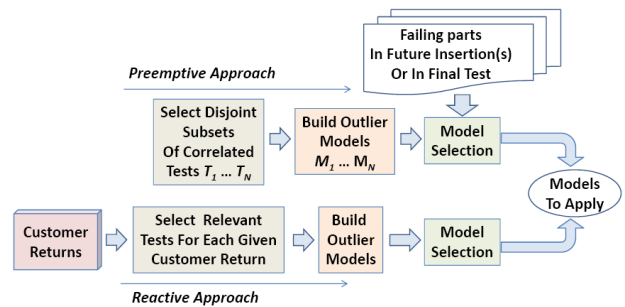 Failing parts
In Future Insertion(s)
Or In Final Test
Preemptive Approach
Select Disjoint
Subsets
Of Correlated
Tests T1 ... TN
Build Outlier
Models
M1 ... MN
Model
Selection
Models
To Apply
Customer
Returns
Select Relevant
Tests For Each Given
Customer Return
Build
Outlier
Models
Model
Selection
Reactive Approach